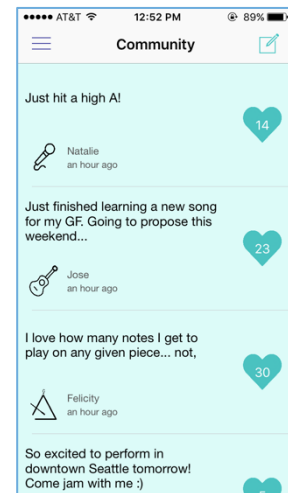 AT&T 12:52 PM 89%
Community
Just hit a high A!
14
Natalie
an hour ago
Just finished learning a new song
for my GF. Going to propose this
weekend...
23
Jose
an hour ago
I love how many notes I get to
play on any given piece... not,
30
Felicity
an hour ago
So excited to perform in
downtown Seattle tomorrow!
Come jam with me :)